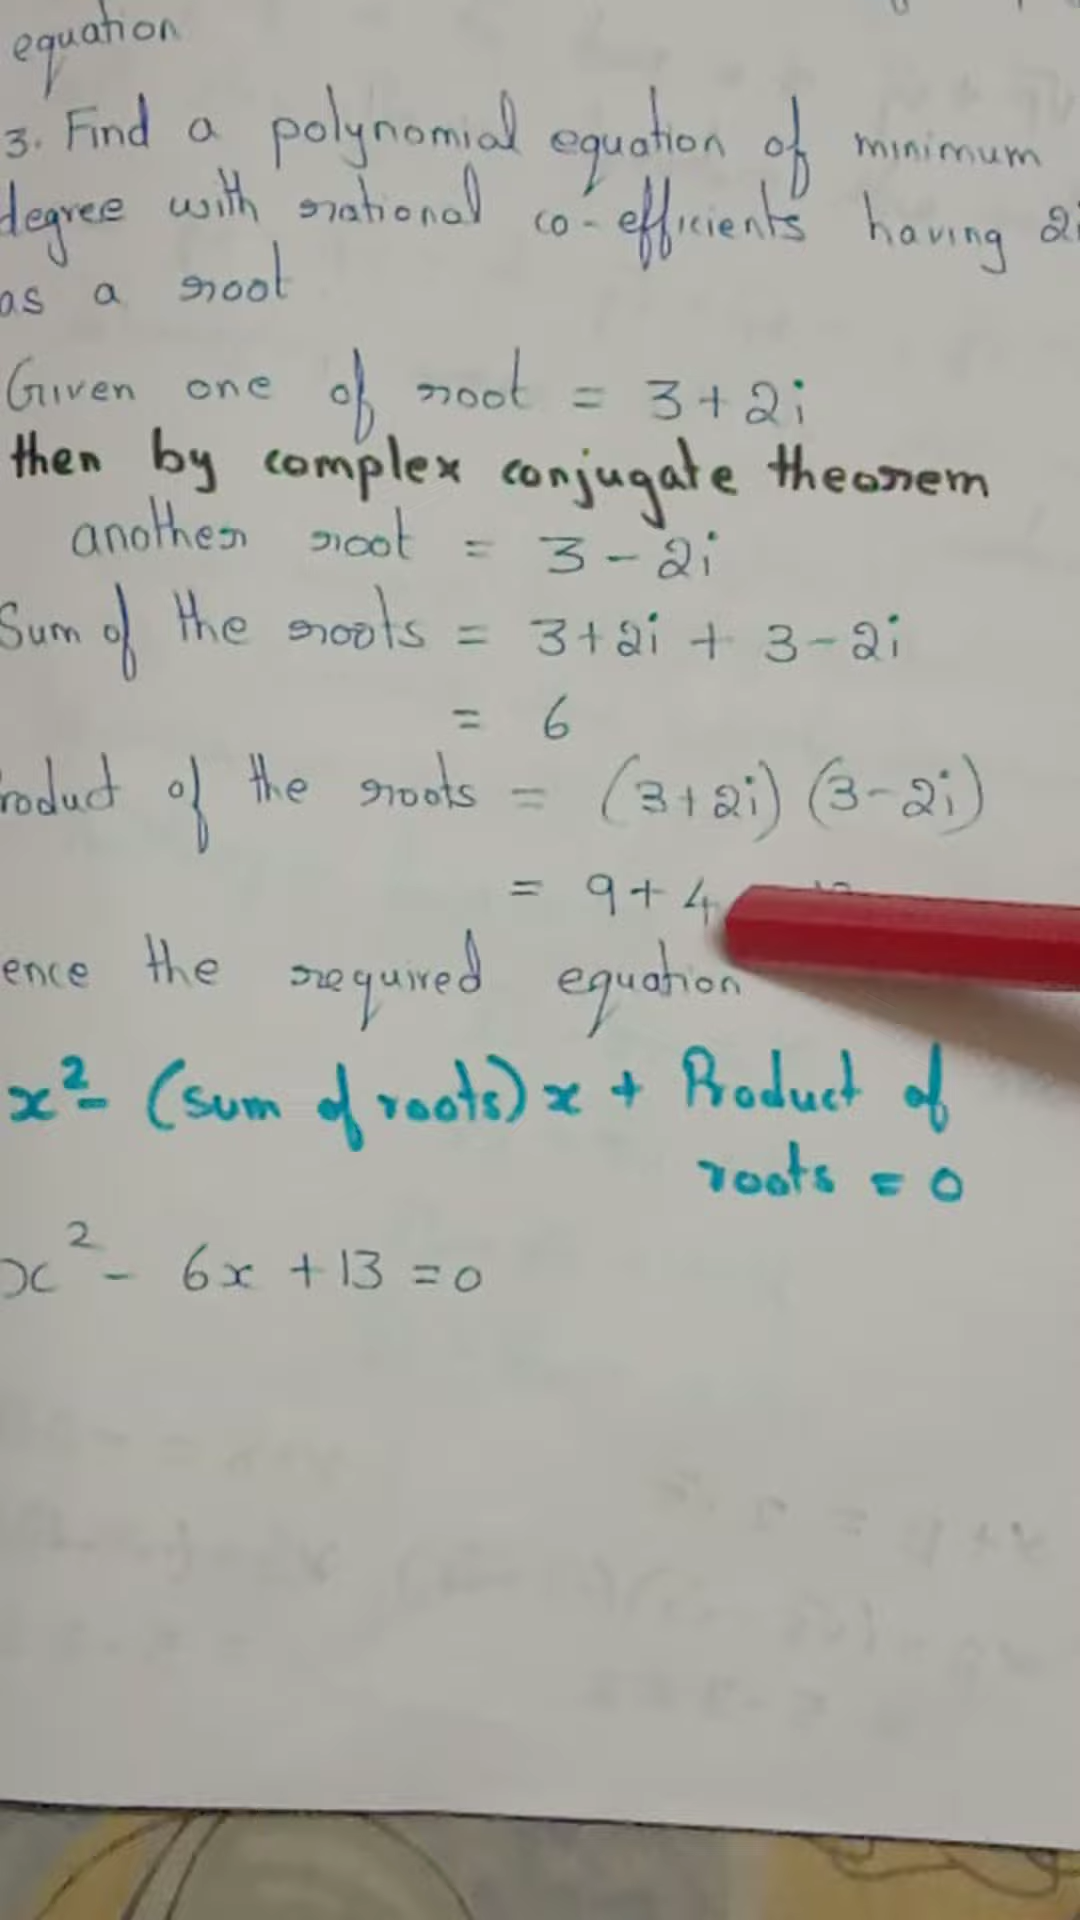 equation
3. Find a polynomial equation of minimum
degree with rational co-efficients having 2i
as a root
Given one of root = 3+2i
then by complex conjugate theorem
another root = 3-2i
Sum of the roots = 3+2i + 3-2i
= 6
roduct of the roots = (3+2i) (3-2i)
= 9+4
ence the required equation
x²- (sum of roots) x + Product of
roots = 0
x² - 6x +13 =0